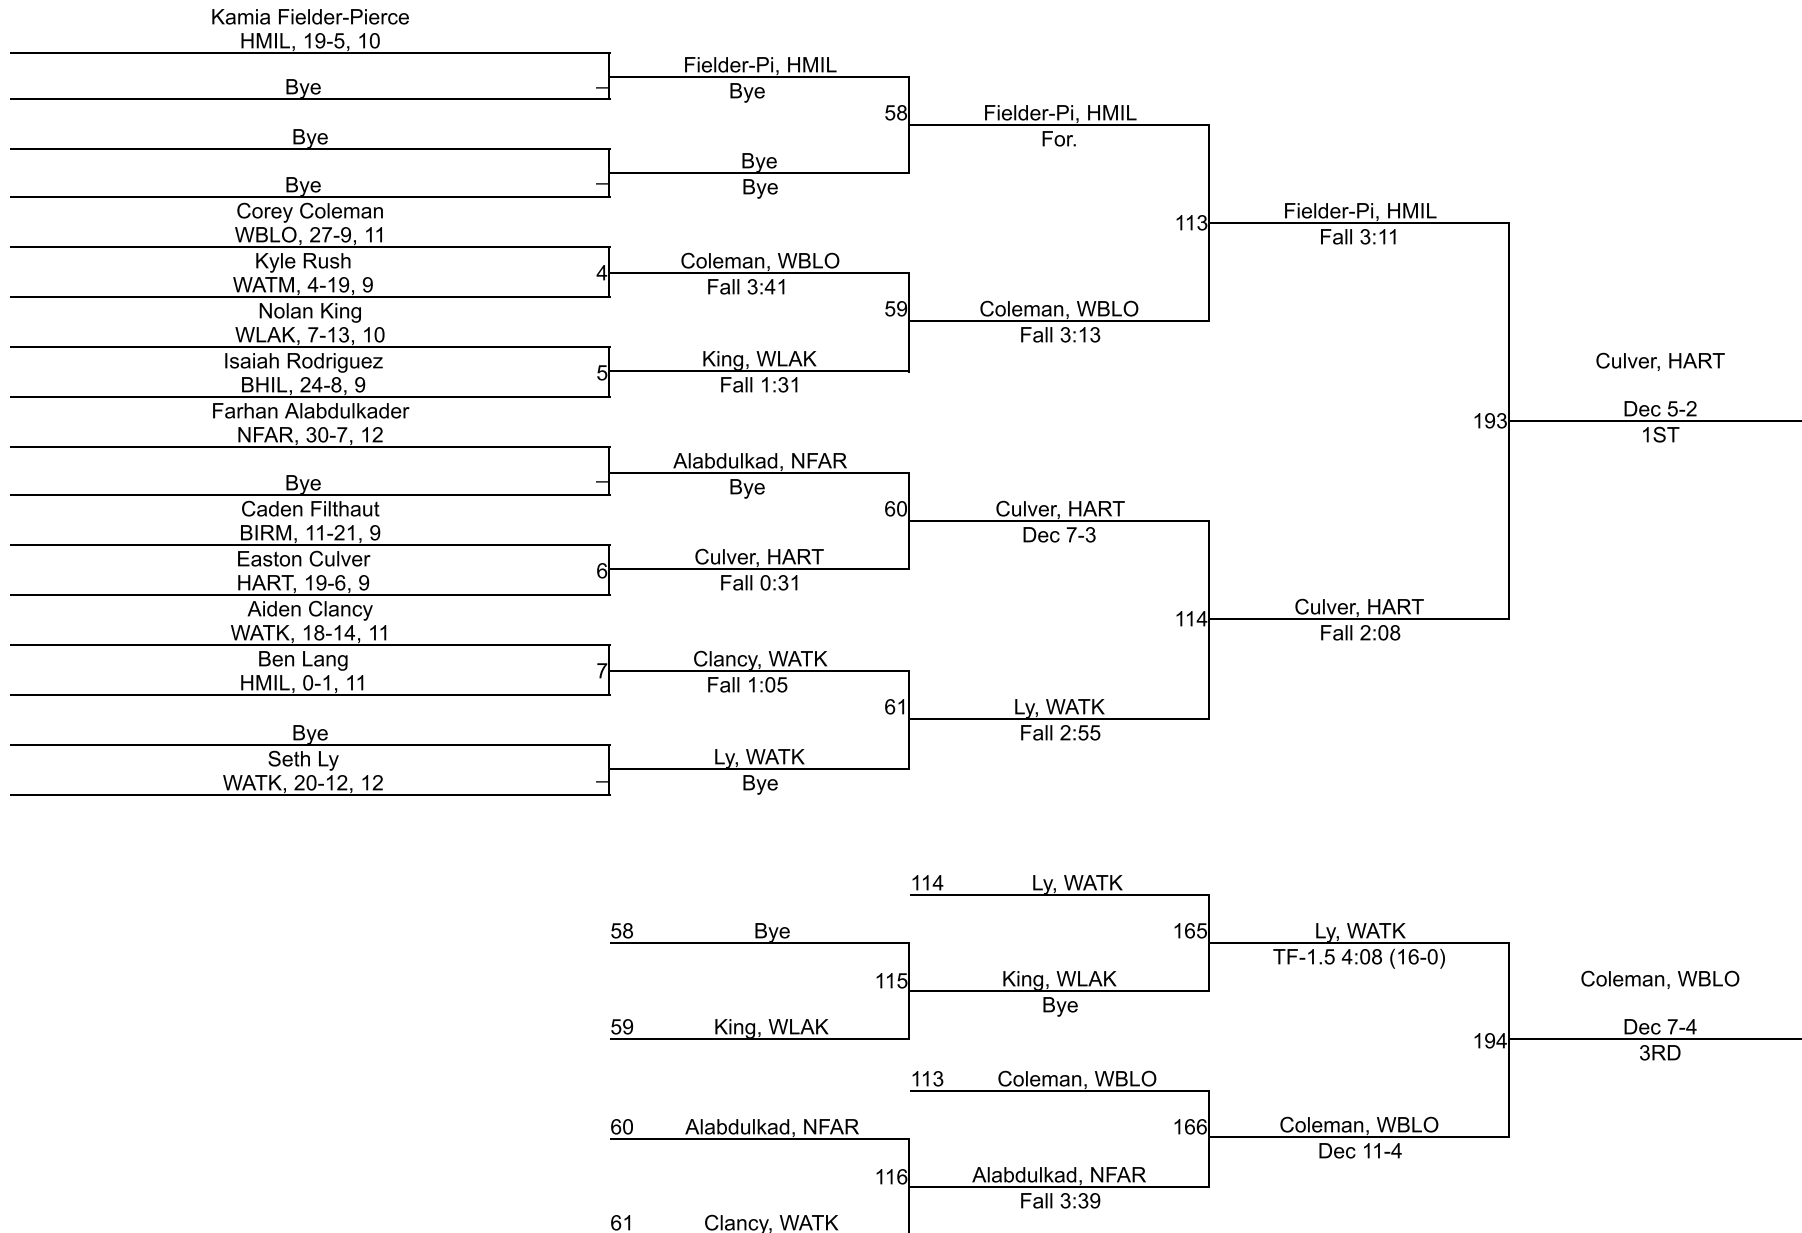 Kamia Fielder-Pierce
HMIL, 19-5, 10
Bye
Bye
Bye
Corey Coleman
WBLO, 27-9, 11
Kyle Rush
WATM, 4-19, 9
Nolan King
WLAK, 7-13, 10
Isaiah Rodriguez
BHIL, 24-8, 9
Farhan Alabdulkader
NFAR, 30-7, 12
Bye
Caden Filthaut
BIRM, 11-21, 9
Easton Culver
HART, 19-6, 9
Aiden Clancy
WATK, 18-14, 11
Ben Lang
HMIL, 0-1, 11
Bye
Seth Ly
WATK, 20-12, 12
4
5
6
7
Fielder-Pi, HMIL
Bye
Bye
Bye
Coleman, WBLO
Fall 3:41
King, WLAK
Fall 1:31
Alabdulkad, NFAR
Bye
Culver, HART
Fall 0:31
Clancy, WATK
Fall 1:05
Ly, WATK
Bye
58
59
60
61
Fielder-Pi, HMIL
For.
Coleman, WBLO
Fall 3:13
Culver, HART
Dec 7-3
Ly, WATK
Fall 2:55
113
114
Fielder-Pi, HMIL
Fall 3:11
Culver, HART
Fall 2:08
193
Culver, HART
Dec 5-2
1ST
58 Bye
59 King, WLAK
60 Alabdulkad, NFAR
61 Clancy, WATK
115
116
114 Ly, WATK
King, WLAK
Bye
113 Coleman, WBLO
Alabdulkad, NFAR
Fall 3:39
165
166
Ly, WATK
TF-1.5 4:08 (16-0)
Coleman, WBLO
Dec 11-4
194
Coleman, WBLO
Dec 7-4
3RD